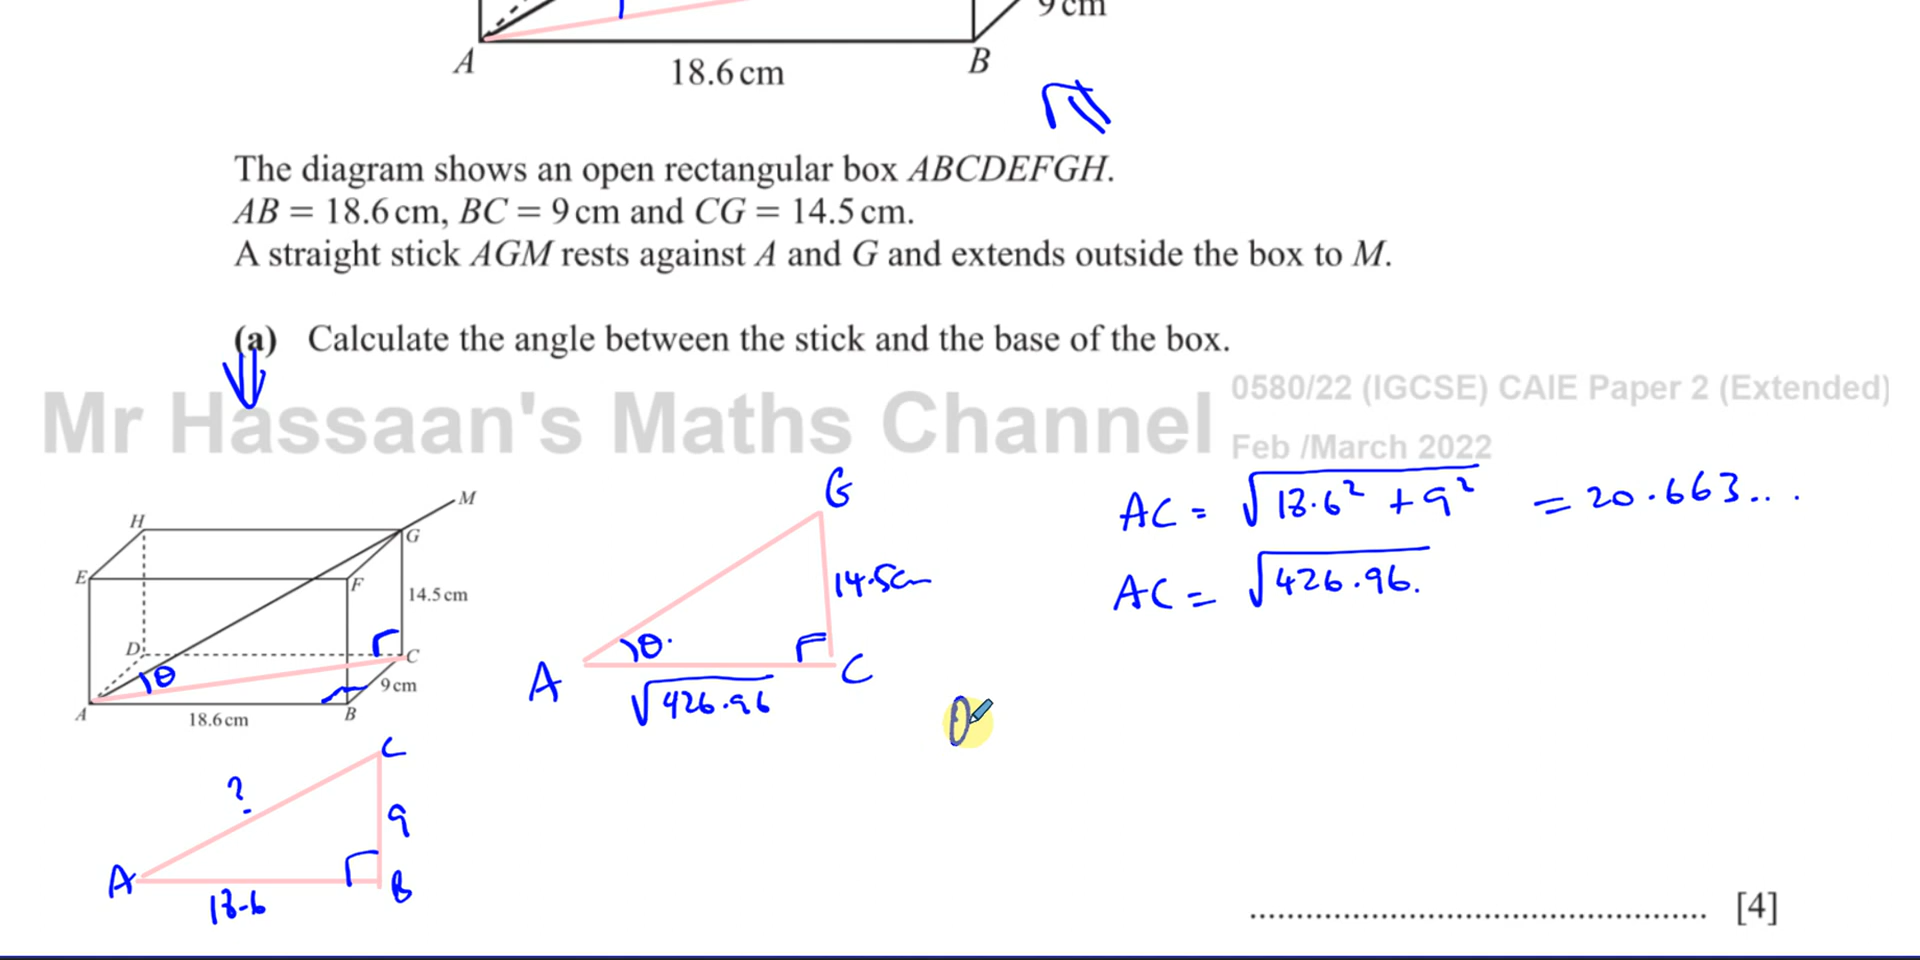 9 cm
A
B
18.6 cm
The diagram shows an open rectangular box ABCDEFGH.
AB = 18.6 cm, BC = 9 cm and CG = 14.5 cm.
A straight stick AGM rests against A and G and extends outside the box to M.
(a) Calculate the angle between the stick and the base of the box.
Mr Hassaan's Maths Channel
0580/22 (IGCSE) CAIE Paper 2 (Extended)
Feb /March 2022
AC = √18.6² + 9² = 20.663...
AC = √426.96.
M
H
G
E
F
14.5 cm
D
C
θ
9 cm
A
B
18.6 cm
G
14.5cm
θ.
A
C
√426.96
C
?
9
A
B
18.6
[4]